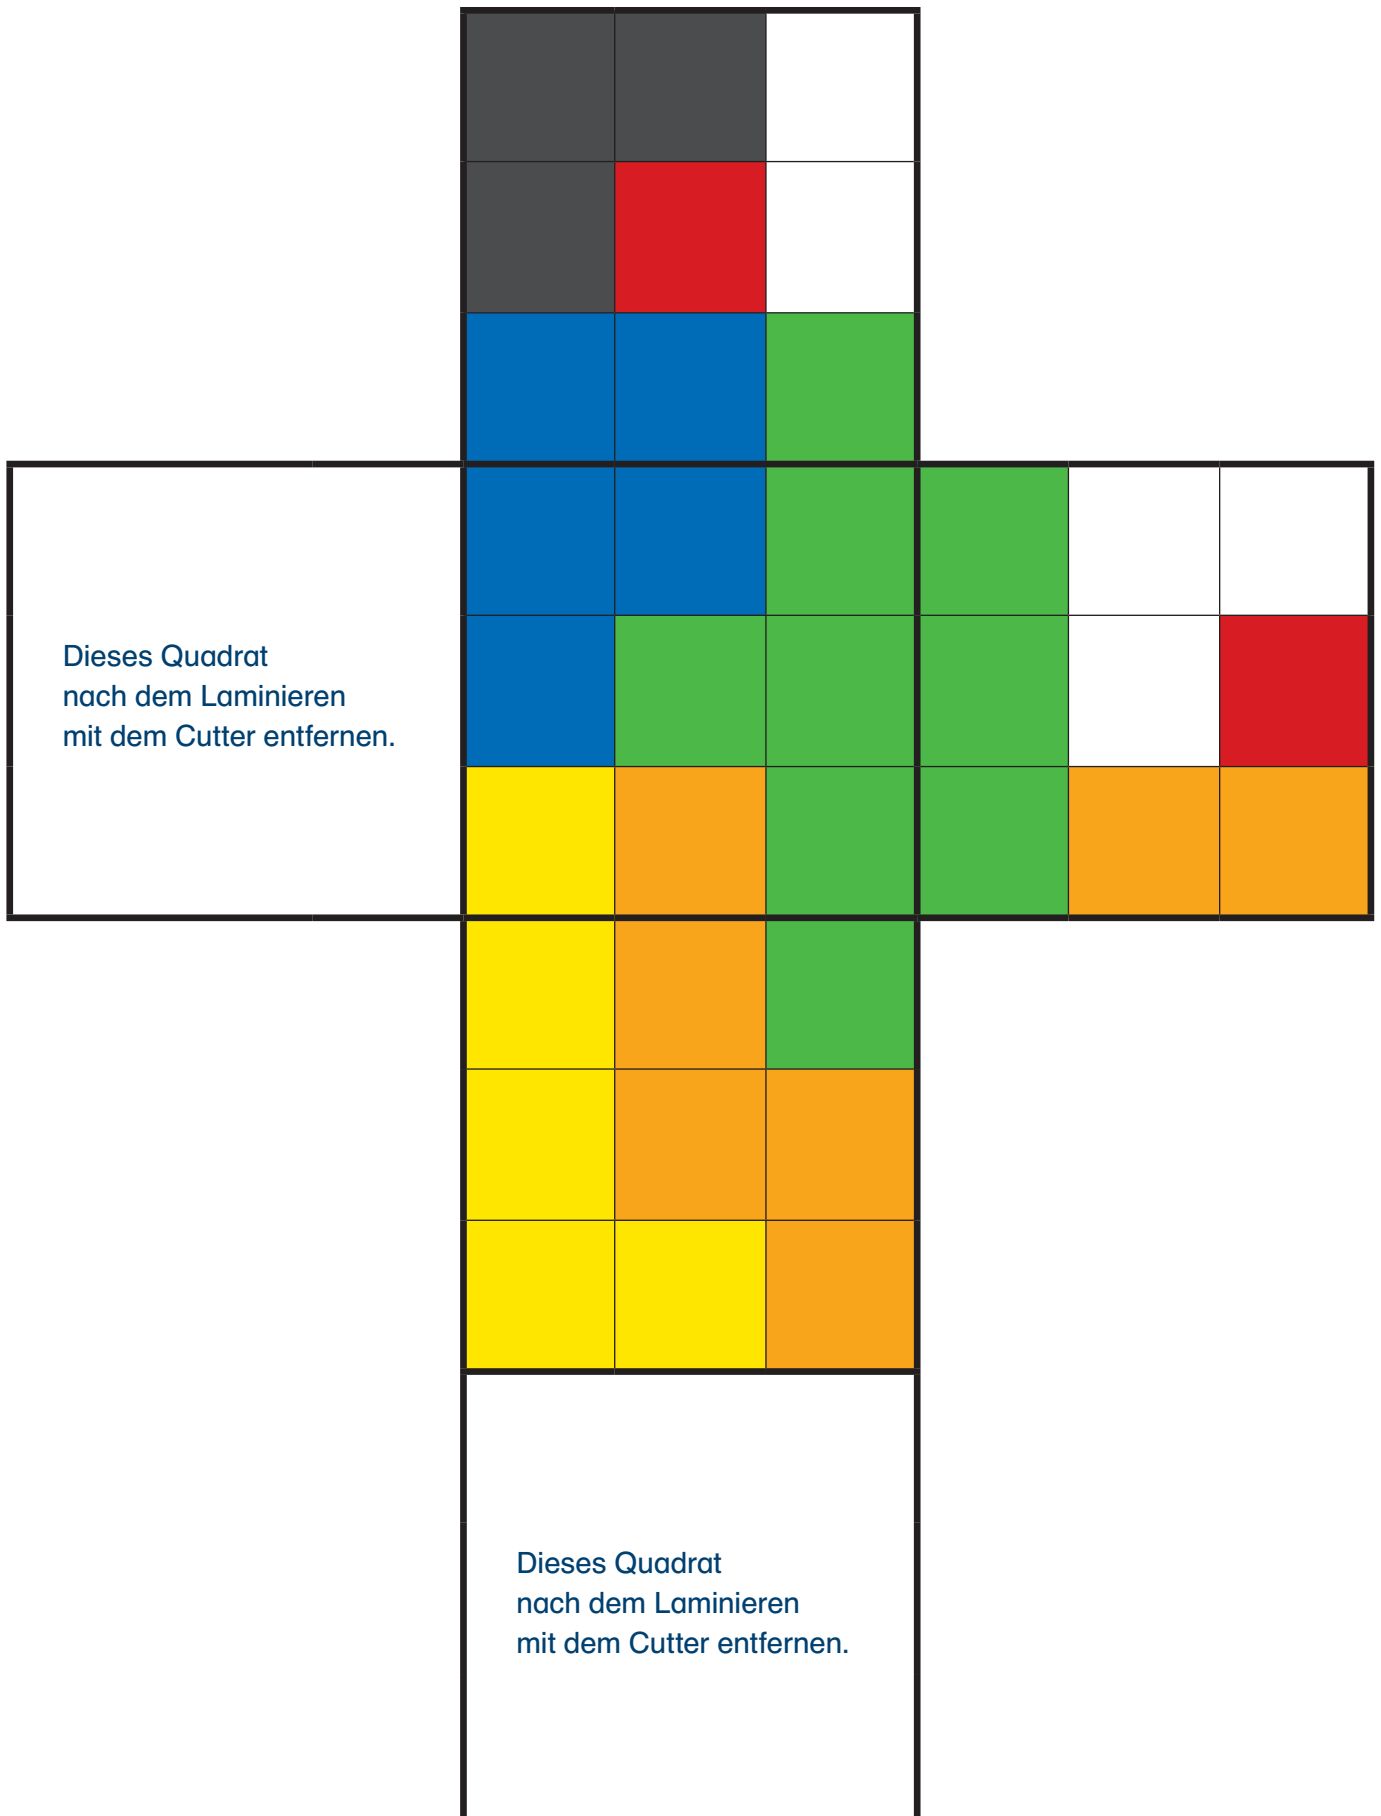 Dieses Quadrat
nach dem Laminieren
mit dem Cutter entfernen.
Dieses Quadrat
nach dem Laminieren
mit dem Cutter entfernen.